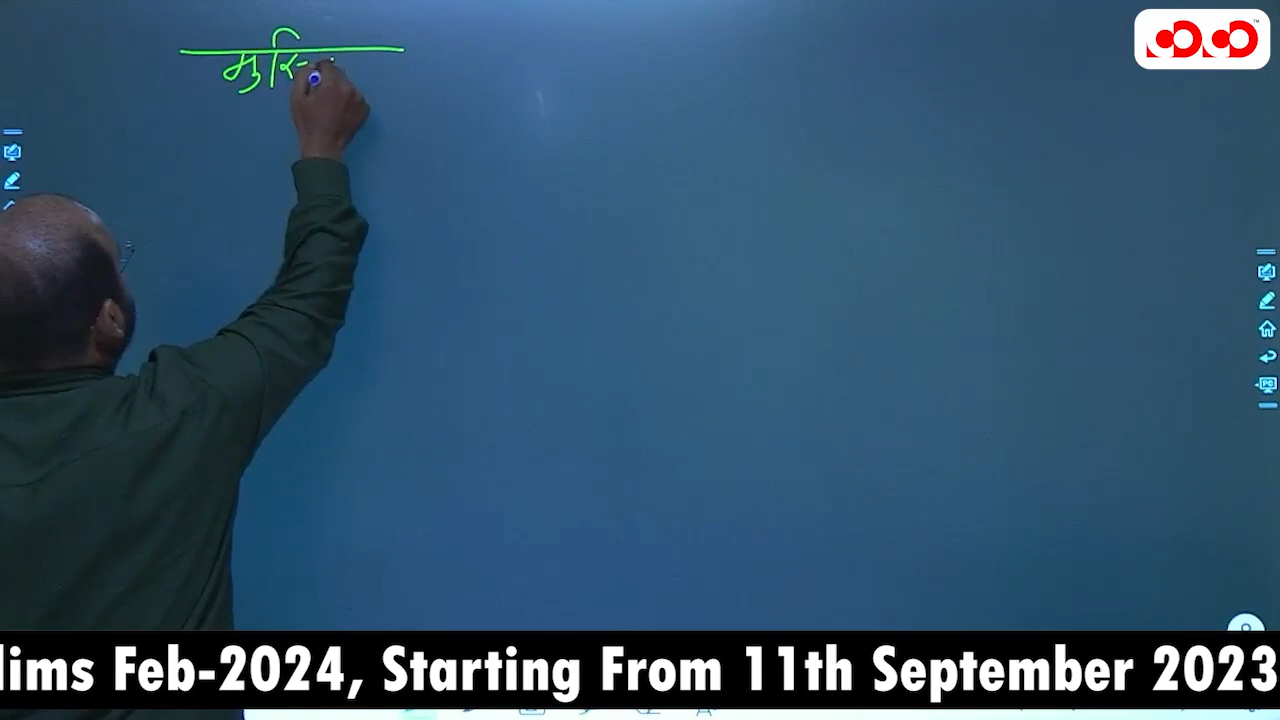 मुस्
lims Feb-2024, Starting From 11th September 2023